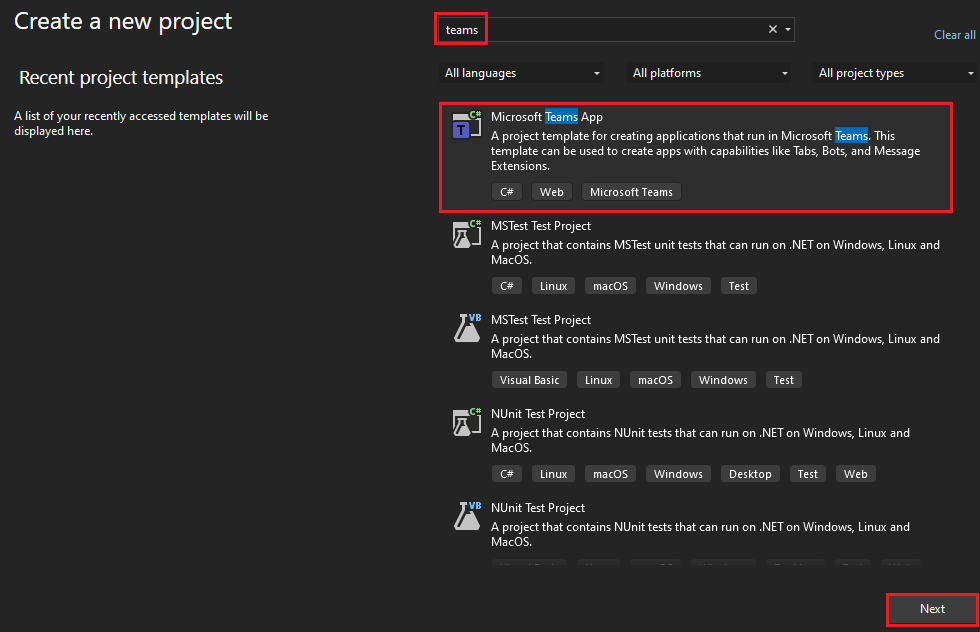 Create a new project
teams
Clear all
Recent project templates
A list of your recently accessed templates will be
displayed here.
All languages
All platforms
All project types
C#
T
Microsoft Teams App
A project template for creating applications that run in Microsoft Teams. This
template can be used to create apps with capabilities like Tabs, Bots, and Message
Extensions.
C# Web Microsoft Teams
C#
MSTest Test Project
A project that contains MSTest unit tests that can run on .NET on Windows, Linux and
MacOS.
C# Linux macOS Windows Test
VB
MSTest Test Project
A project that contains MSTest unit tests that can run on .NET on Windows, Linux and
MacOS.
Visual Basic Linux macOS Windows Test
C#
NUnit Test Project
A project that contains NUnit tests that can run on .NET on Windows, Linux and
MacOS.
C# Linux macOS Windows Desktop Test Web
VB
NUnit Test Project
A project that contains NUnit tests that can run on .NET on Windows, Linux and
MacOS.
Next